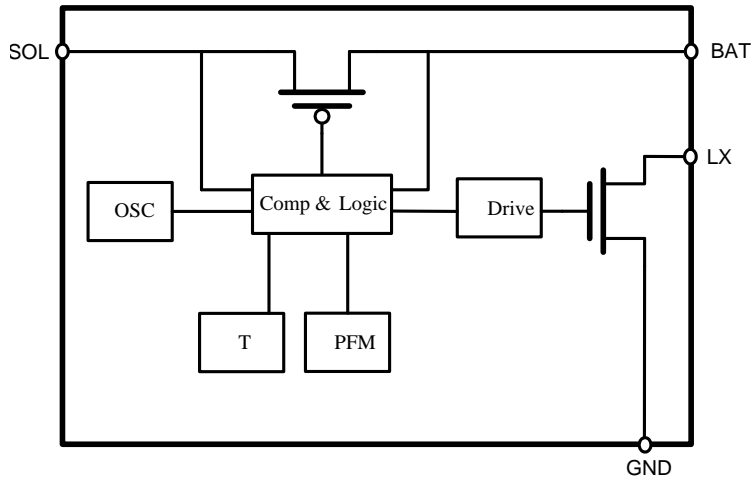 SOL
BAT
LX
OSC
Comp & Logic
Drive
T
PFM
GND